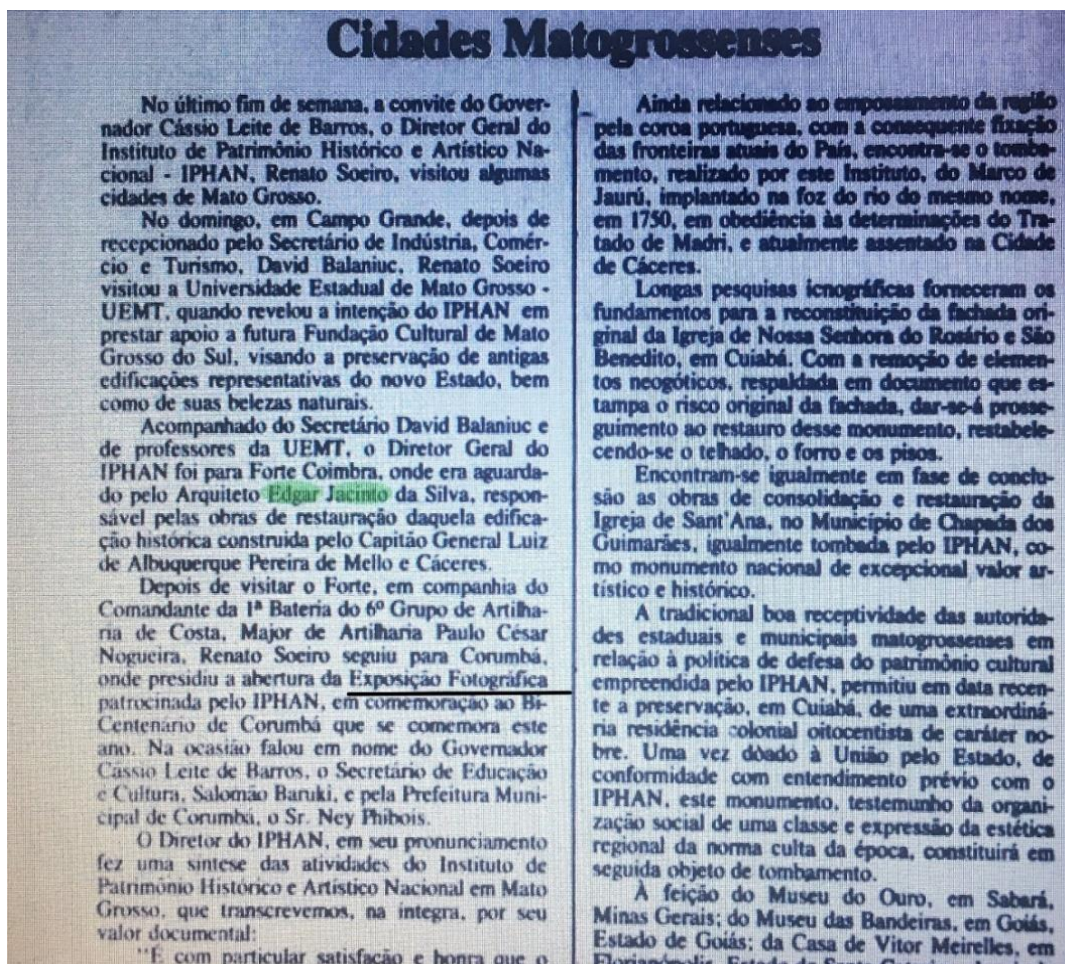 Cidades Matogrossenses
No último fim de semana, a convite do Gover-
nador Cássio Leite de Barros, o Diretor Geral do
Instituto de Patrimônio Histórico e Artístico Na-
cional - IPHAN, Renato Soeiro, visitou algumas
cidades de Mato Grosso.
No domingo, em Campo Grande, depois de
recepcionado pelo Secretário de Indústria, Comér-
cio e Turismo, David Balaniuc, Renato Soeiro
visitou a Universidade Estadual de Mato Grosso -
UEMT, quando revelou a intenção do IPHAN em
prestar apoio a futura Fundação Cultural de Mato
Grosso do Sul, visando a preservação de antigas
edificações representativas do novo Estado, bem
como de suas belezas naturais.
Acompanhado do Secretário David Balaniuc e
de professores da UEMT, o Diretor Geral do
IPHAN foi para Forte Coimbra, onde era aguarda-
do pelo Arquiteto Edgar Jacinto da Silva, respon-
sável pelas obras de restauração daquela edifica-
ção histórica construida pelo Capitão General Luiz
de Albuquerque Pereira de Mello e Cáceres.
Depois de visitar o Forte, em companhia do
Comandante da 1ª Bateria do 6º Grupo de Artilha-
ria de Costa, Major de Artilharia Paulo César
Nogueira, Renato Soeiro seguiu para Corumbá,
onde presidiu a abertura da Exposição Fotográfica
patrocinada pelo IPHAN, em comemoração ao Bi-
Centenário de Corumbá que se comemora este
ano. Na ocasião falou em nome do Governador
Cássio Leite de Barros, o Secretário de Educação
e Cultura, Salomão Baruki, e pela Prefeitura Muni-
cipal de Corumbá, o Sr. Ney Phibois.
O Diretor do IPHAN, em seu pronunciamento
fez uma sintese das atividades do Instituto de
Patrimônio Histórico e Artístico Nacional em Mato
Grosso, que transcrevemos, na integra, por seu
valor documental:
"É com particular satisfação e honra que o
Ainda relacionado ao empossamento da região
pela coroa portuguesa, com a consequente fixação
das fronteiras atuais do País, encontra-se o tomba-
mento, realizado por este Instituto, do Marco de
Jaurú, implantado na foz do rio do mesmo nome,
em 1750, em obediência às determinações do Tra-
tado de Madri, e atualmente assentado na Cidade
de Cáceres.
Longas pesquisas icnográficas forneceram os
fundamentos para a reconstituição da fachada ori-
ginal da Igreja de Nossa Senhora do Rosário e São
Benedito, em Cuiabá. Com a remoção de elemen-
tos neogóticos, respaldada em documento que es-
tampa o risco original da fachada, dar-se-á prosse-
guimento ao restauro desse monumento, restabele-
cendo-se o telhado, o forro e os pisos.
Encontram-se igualmente em fase de conclu-
são as obras de consolidação e restauração da
Igreja de Sant'Ana, no Município de Chapada dos
Guimarães, igualmente tombada pelo IPHAN, co-
mo monumento nacional de excepcional valor ar-
tístico e histórico.
A tradicional boa receptividade das autorida-
des estaduais e municipais matogrossenses em
relação à política de defesa do patrimônio cultural
empreendida pelo IPHAN, permitiu em data recen-
te a preservação, em Cuiabá, de uma extraordiná-
ria residência colonial oitocentista de caráter no-
bre. Uma vez dòado à União pelo Estado, de
conformidade com entendimento prévio com o
IPHAN, este monumento, testemunho da organi-
zação social de uma classe e expressão da estética
regional da norma culta da época, constituirá em
seguida objeto de tombamento.
À feição do Museu do Ouro, em Sabará,
Minas Gerais; do Museu das Bandeiras, em Goiás,
Estado de Goiás; da Casa de Vitor Meirelles, em